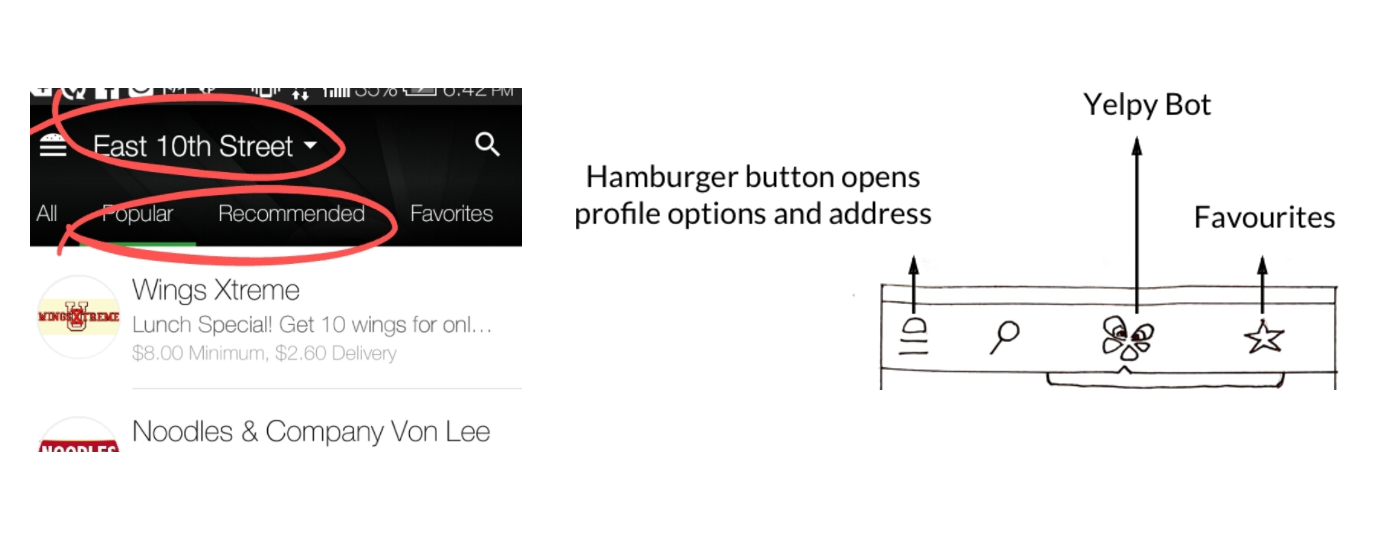 35% 6:42 PM
East 10th Street
All Popular Recommended Favorites
WINGS XTREME
Wings Xtreme
Lunch Special! Get 10 wings for onl...
$8.00 Minimum, $2.60 Delivery
NOODLES
Noodles & Company Von Lee
Yelpy Bot
Hamburger button opens
profile options and address
Favourites